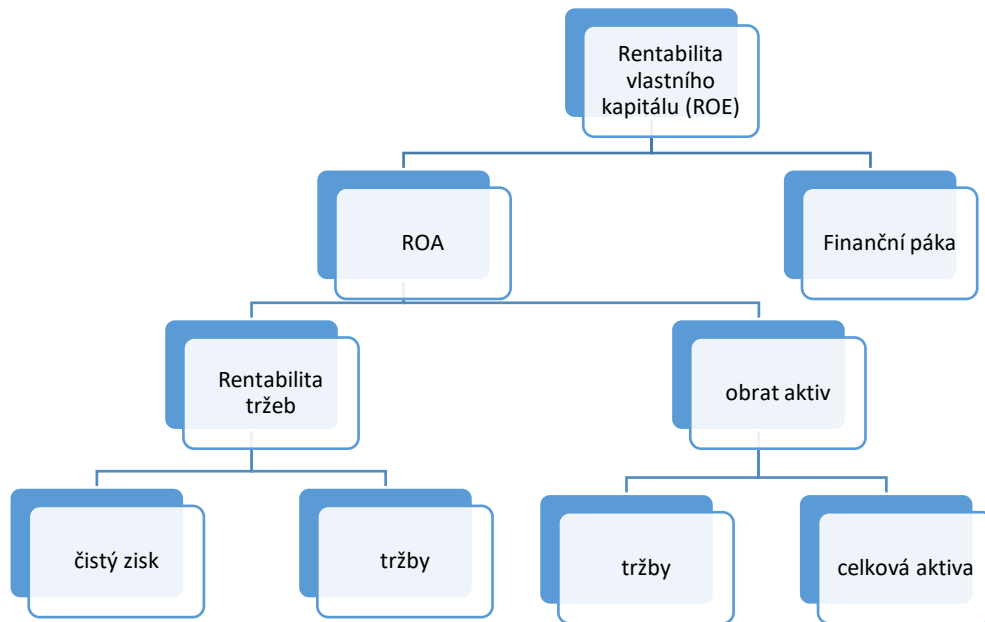 Rentabilita
vlastního
kapitálu (ROE)
ROA
Finanční páka
Rentabilita
tržeb
obrat aktiv
čistý zisk
tržby
tržby
celková aktiva